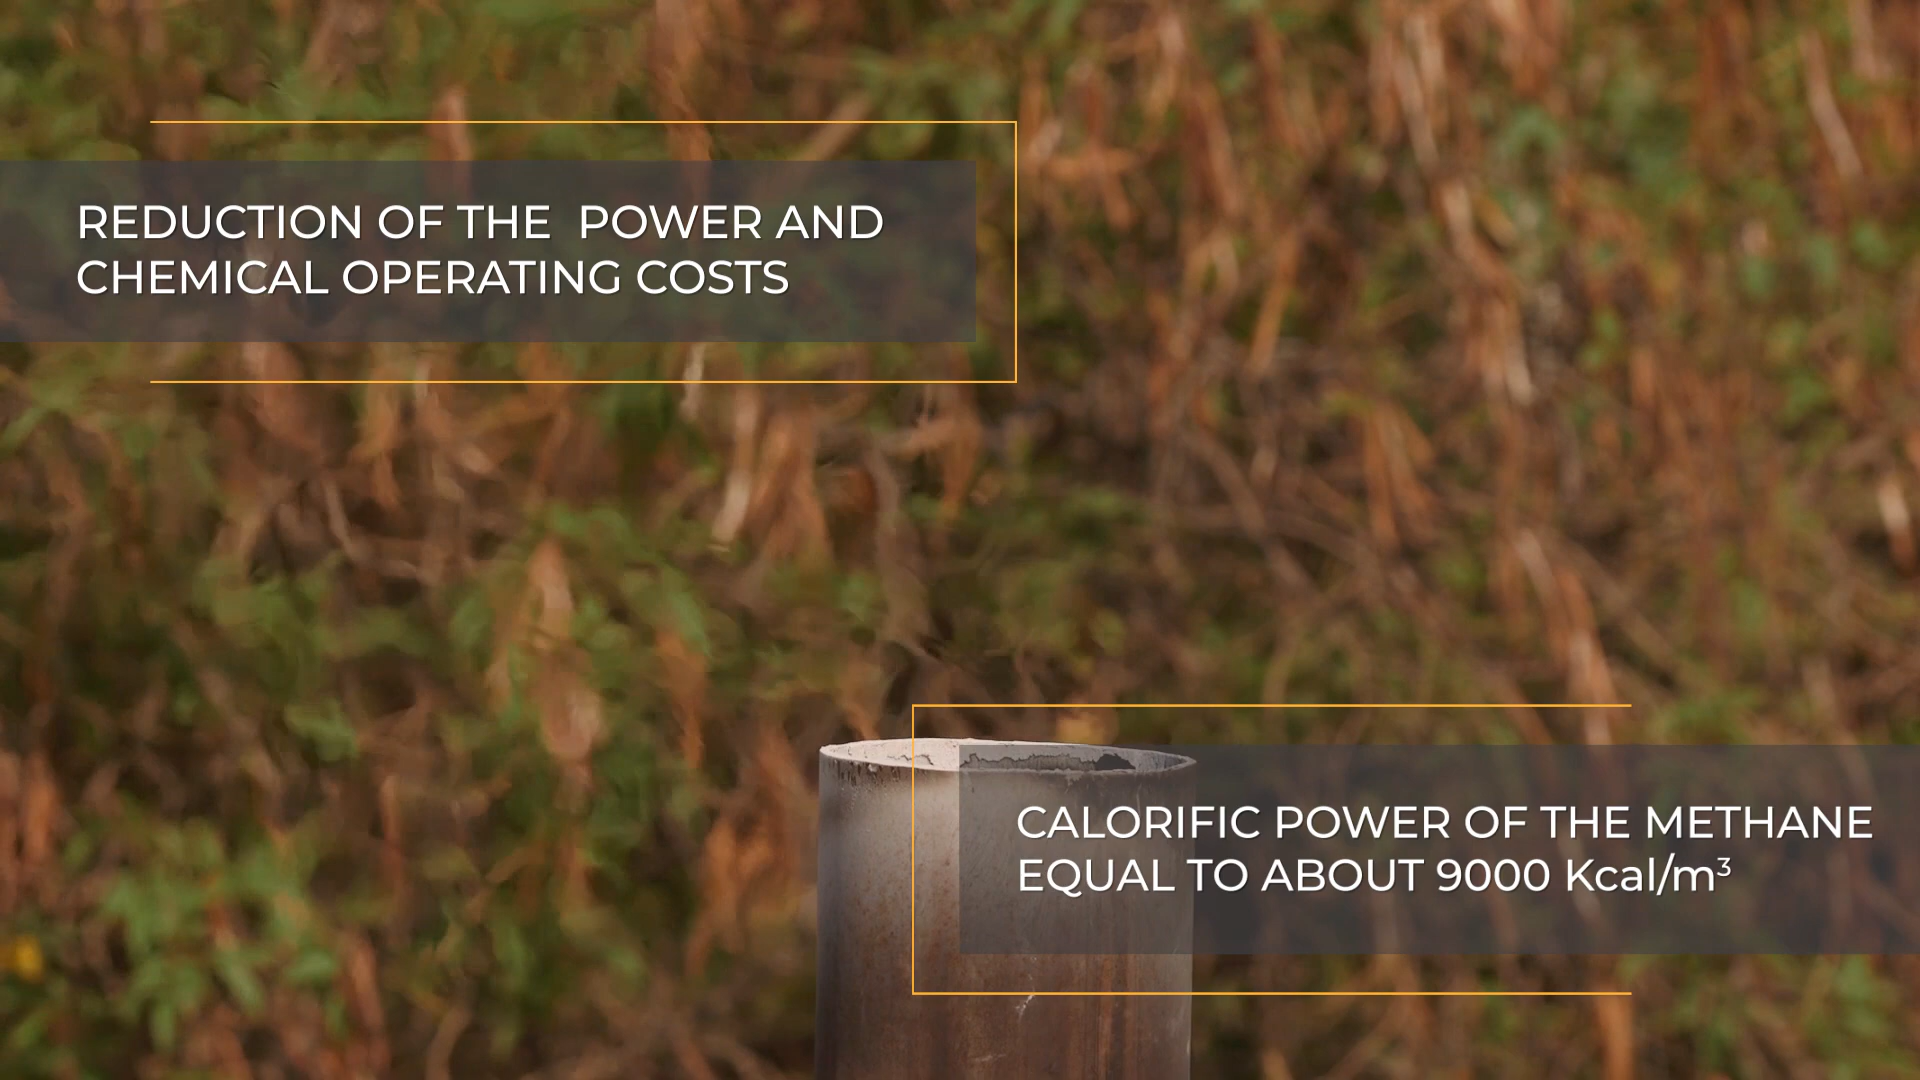 REDUCTION OF THE  POWER AND
CHEMICAL OPERATING COSTS
CALORIFIC POWER OF THE METHANE
EQUAL TO ABOUT 9000 Kcal/m³